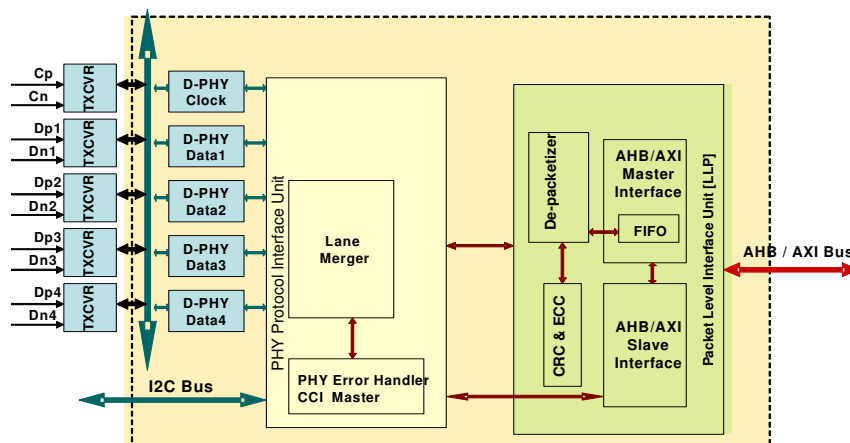 Cp
Cn
TXCVR
D-PHY
Clock
Dp1
Dn1
TXCVR
D-PHY
Data1
Dp2
Dn2
TXCVR
D-PHY
Data2
Dp3
Dn3
TXCVR
D-PHY
Data3
Dp4
Dn4
TXCVR
D-PHY
Data4
I2C Bus
PHY Protocol Interface Unit
Lane
Merger
PHY Error Handler
CCI Master
De-packetizer
CRC & ECC
AHB/AXI
Master
Interface
FIFO
AHB/AXI
Slave
Interface
Packet Level Interface Unit [LLP]
AHB / AXI Bus